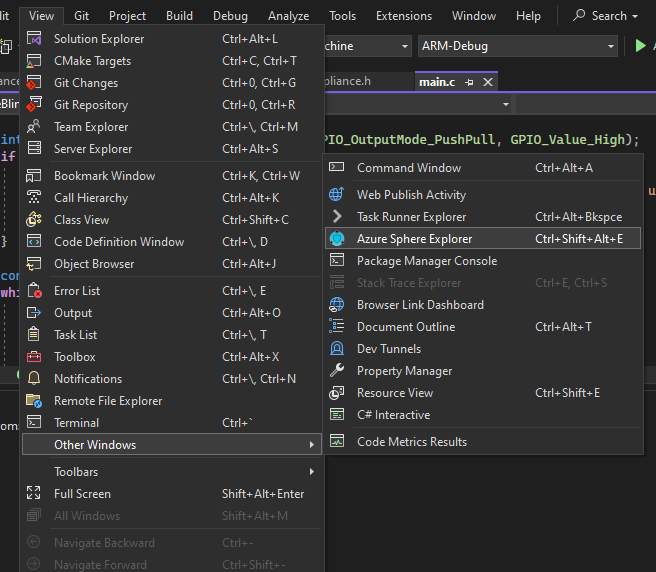 View Git Project Build Debug Analyze Tools Extensions Window Help Search
ARM-Debug
pliance.h main.c
Solution Explorer Ctrl+Alt+L
CMake Targets Ctrl+C, Ctrl+T
Git Changes Ctrl+0, Ctrl+G
Git Repository Ctrl+0, Ctrl+R
Team Explorer Ctrl+\, Ctrl+M
Server Explorer Ctrl+Alt+S
Bookmark Window Ctrl+K, Ctrl+W
Call Hierarchy Ctrl+Alt+K
Class View Ctrl+Shift+C
Code Definition Window Ctrl+\, D
Object Browser Ctrl+Alt+J
Error List Ctrl+\, E
Output Ctrl+Alt+O
Task List Ctrl+\, T
Toolbox Ctrl+Alt+X
Notifications Ctrl+\, Ctrl+N
Remote File Explorer
Terminal Ctrl+`
Other Windows
Toolbars
Full Screen Shift+Alt+Enter
All Windows Shift+Alt+M
Navigate Backward Ctrl+-
Navigate Forward Ctrl+Shift+-
PIO_OutputMode_PushPull, GPIO_Value_High);
Command Window Ctrl+Alt+A
Web Publish Activity
Task Runner Explorer Ctrl+Alt+Bkspce
Azure Sphere Explorer Ctrl+Shift+Alt+E
Package Manager Console
Stack Trace Explorer Ctrl+E, Ctrl+S
Browser Link Dashboard
Document Outline Ctrl+Alt+T
Dev Tunnels
Property Manager
Resource View Ctrl+Shift+E
C# Interactive
Code Metrics Results
int
if
}